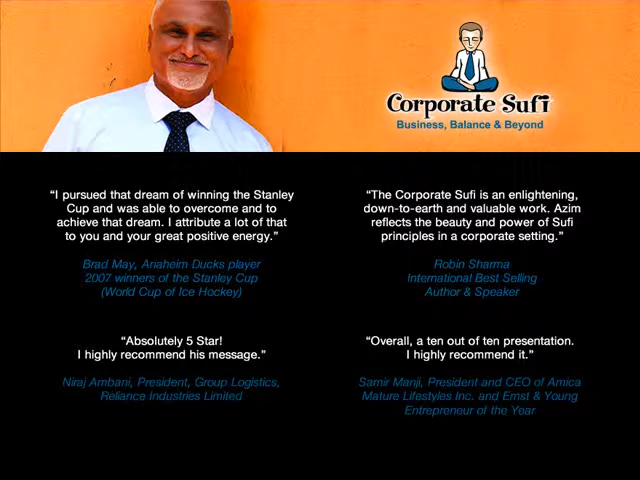 Corporate Sufi
Business, Balance & Beyond
“I pursued that dream of winning the Stanley
Cup and was able to overcome and to
achieve that dream. I attribute a lot of that
to you and your great positive energy.”
Brad May, Anaheim Ducks player
2007 winners of the Stanley Cup
(World Cup of Ice Hockey)
“The Corporate Sufi is an enlightening,
down-to-earth and valuable work. Azim
reflects the beauty and power of Sufi
principles in a corporate setting.”
Robin Sharma
International Best Selling
Author & Speaker
“Absolutely 5 Star!
I highly recommend his message.”
Niraj Ambani, President, Group Logistics,
Reliance Industries Limited
“Overall, a ten out of ten presentation.
I highly recommend it.”
Samir Manji, President and CEO of Amica
Mature Lifestyles Inc. and Ernst & Young
Entrepreneur of the Year